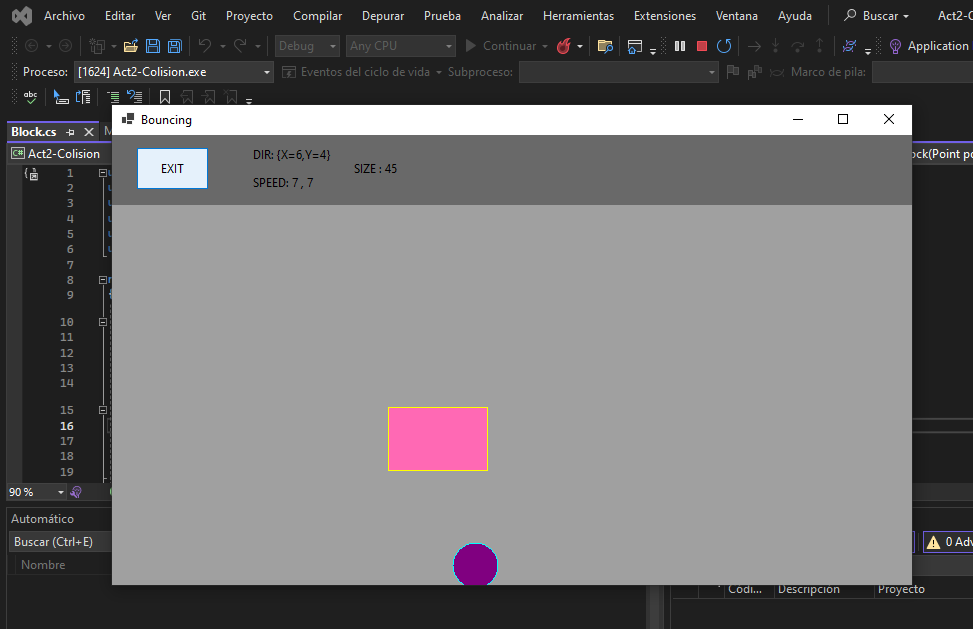 Archivo Editar Ver Git Proyecto Compilar Depurar Prueba Analizar Herramientas Extensiones Ventana Ayuda Buscar Act2-Co
Debug Any CPU Continuar Application
Proceso: [1624] Act2-Colision.exe Eventos del ciclo de vida Subproceso: Marco de pila:
abc
Bouncing
Block.cs
Act2-Colision
ock(Point po
EXIT
DIR: {X=6,Y=4}
SIZE : 45
SPEED: 7 , 7
1
2
3
4
5
6
7
8
9
10
11
12
13
14
15
16
17
18
19
90 %
Automático
Buscar (Ctrl+E)
0 Adv
Nombre
Codi... Descripción Proyecto